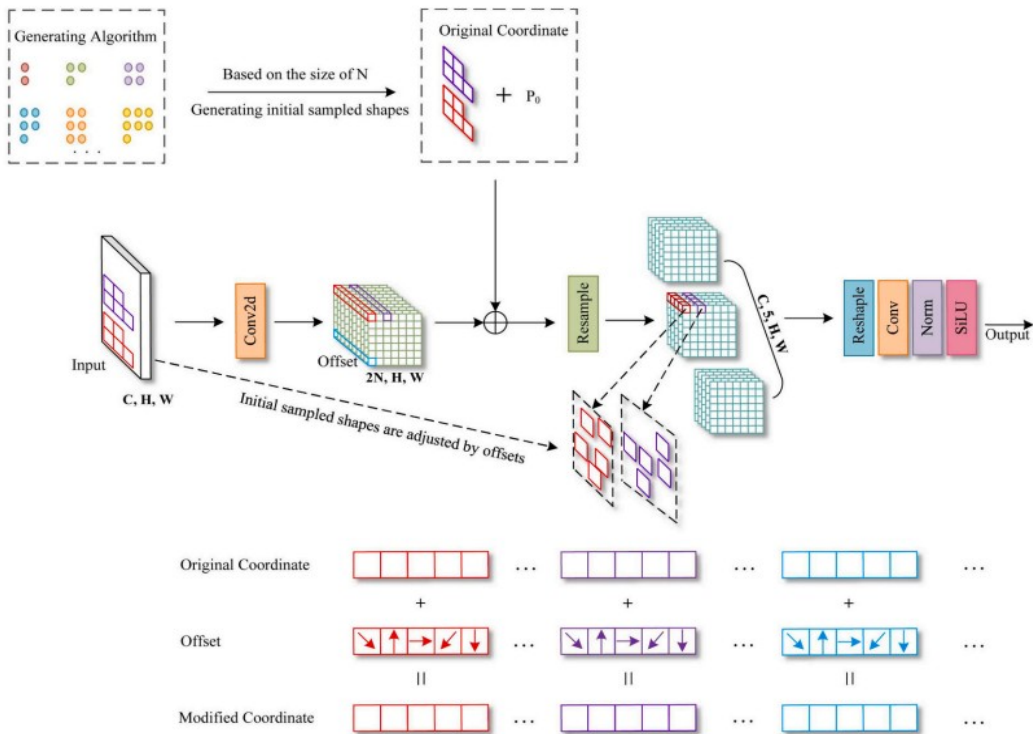 Generating Algorithm
. . .
Based on the size of N
Generating initial sampled shapes
Original Coordinate
+ P₀
Input
C, H, W
Conv2d
Offset
2N, H, W
Resample
C, 5, H, W
Reshaple
Conv
Norm
SiLU
Output
Initial sampled shapes are adjusted by offsets
Original Coordinate ... ... ...
+ + +
Offset ... ... ...
= = =
Modified Coordinate ... ... ...